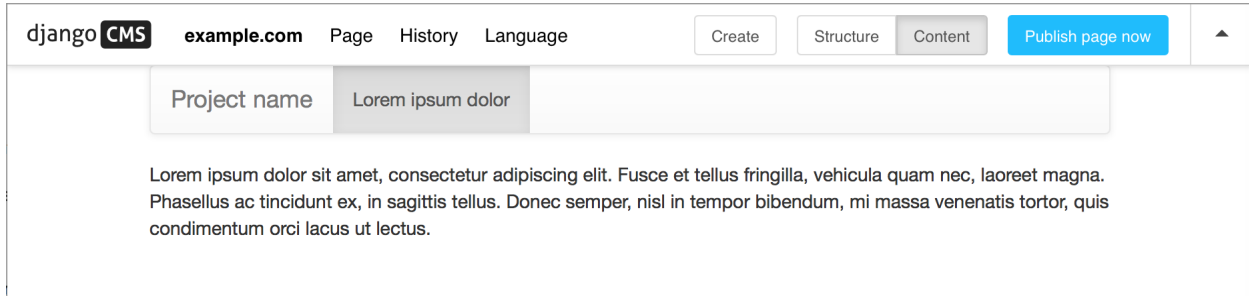 django CMS example.com Page History Language Create Structure Content Publish page now
Project name Lorem ipsum dolor
Lorem ipsum dolor sit amet, consectetur adipiscing elit. Fusce et tellus fringilla, vehicula quam nec, laoreet magna.
Phasellus ac tincidunt ex, in sagittis tellus. Donec semper, nisl in tempor bibendum, mi massa venenatis tortor, quis
condimentum orci lacus ut lectus.